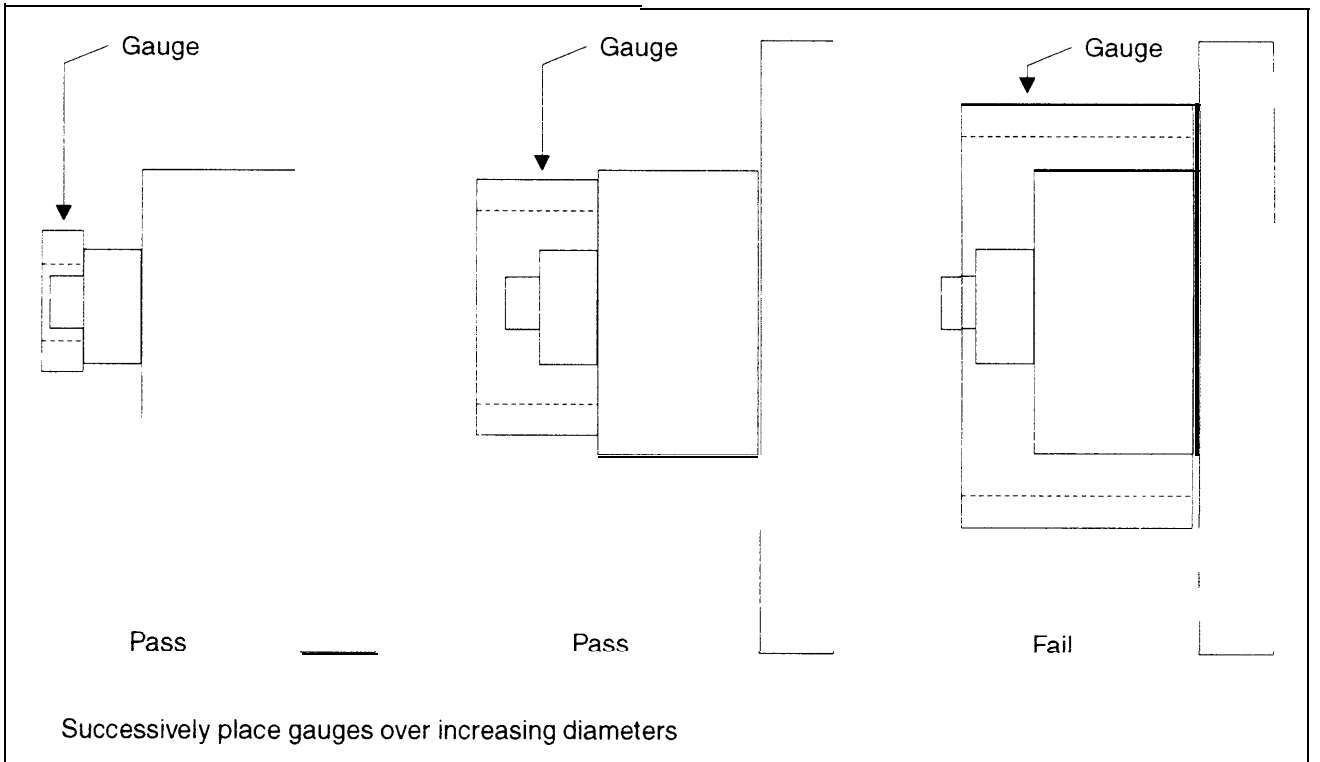 Gauge
Gauge
Gauge
Pass
Pass
Fail
Successively place gauges over increasing diameters